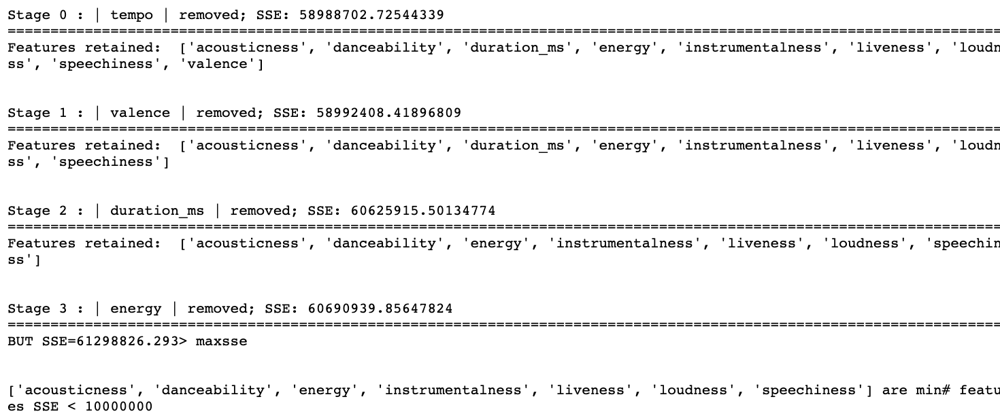 Stage 0 : | tempo | removed; SSE: 58988702.72544339
================================================================================
Features retained:  ['acousticness', 'danceability', 'duration_ms', 'energy', 'instrumentalness', 'liveness', 'loudn
ss', 'speechiness', 'valence']
Stage 1 : | valence | removed; SSE: 58992408.41896809
================================================================================
Features retained:  ['acousticness', 'danceability', 'duration_ms', 'energy', 'instrumentalness', 'liveness', 'loudn
ss', 'speechiness']
Stage 2 : | duration_ms | removed; SSE: 60625915.50134774
================================================================================
Features retained:  ['acousticness', 'danceability', 'energy', 'instrumentalness', 'liveness', 'loudness', 'speechin
ss']
Stage 3 : | energy | removed; SSE: 60690939.85647824
================================================================================
BUT SSE=61298826.293> maxsse
['acousticness', 'danceability', 'energy', 'instrumentalness', 'liveness', 'loudness', 'speechiness'] are min# featu
es SSE < 10000000